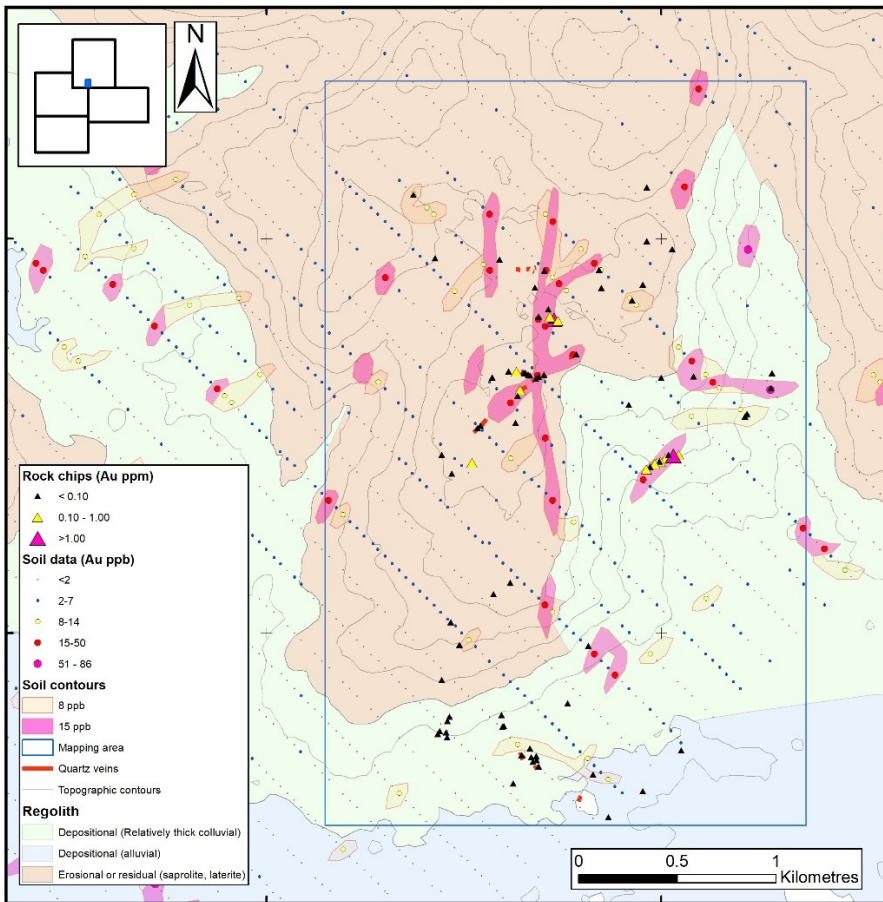 N
Rock chips (Au ppm)
< 0.10
0.10 - 1.00
>1.00
Soil data (Au ppb)
<2
2-7
8-14
15-50
51 - 86
Soil contours
8 ppb
15 ppb
Mapping area
Quartz veins
Topographic contours
Regolith
Depositional (Relatively thick colluvial)
Depositional (alluvial)
Erosional or residual (saprolite, laterite)
0 0.5 1
Kilometres